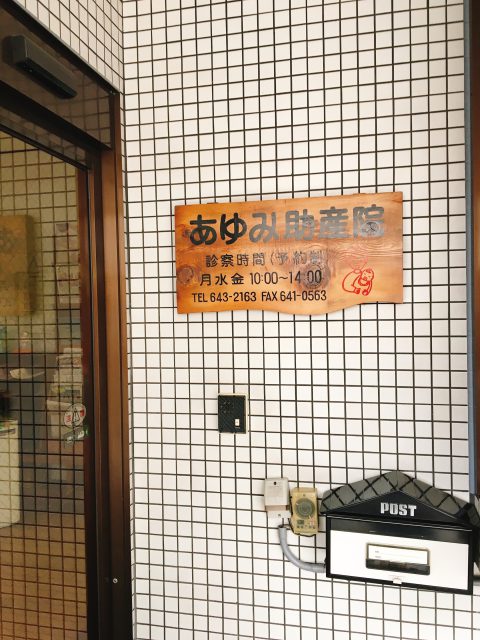 あゆみ助産院
診察時間(予約制
月水金 10:00~14:00
TEL 643-2163 FAX 641-0563
POST